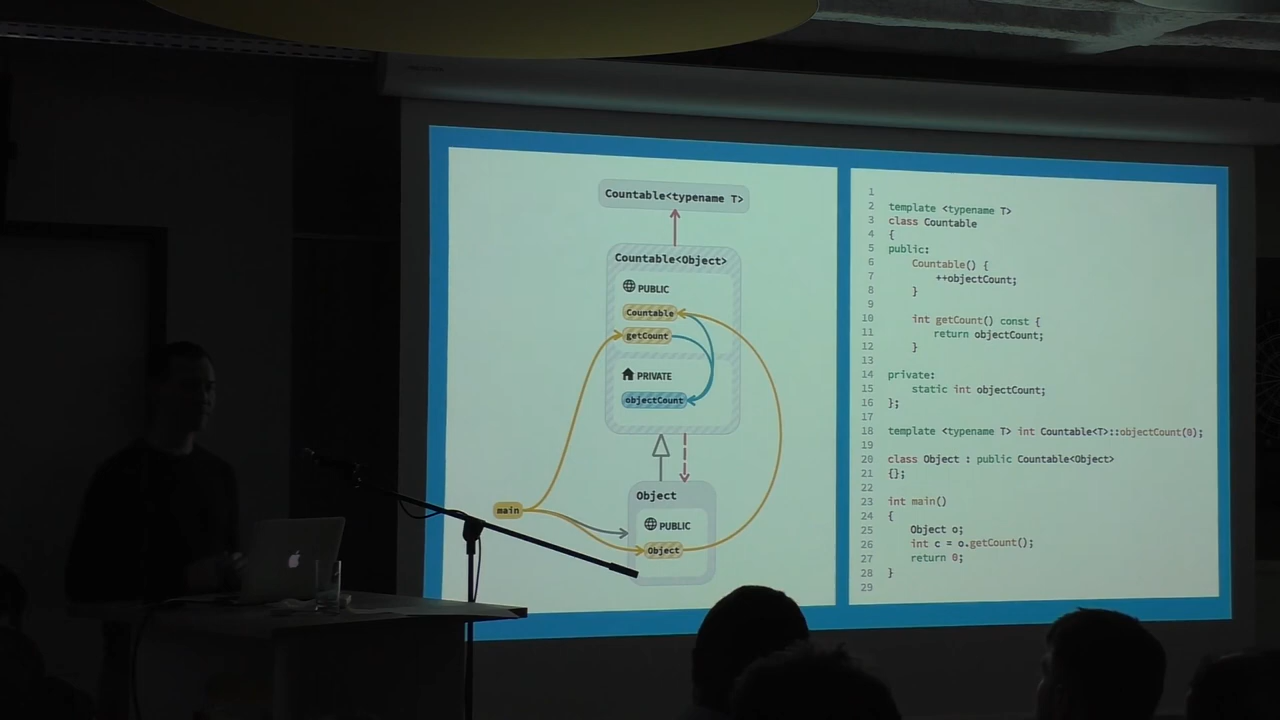 Countable<typename T>
Countable<Object>
PUBLIC
Countable
getCount
PRIVATE
objectCount
main
Object
PUBLIC
Object
1
2 template <typename T>
3 class Countable
4 {
5 public:
6 Countable() {
7 ++objectCount;
8 }
9
10 int getCount() const {
11 return objectCount;
12 }
13
14 private:
15 static int objectCount;
16 };
17
18 template <typename T> int Countable<T>::objectCount(0);
19
20 class Object : public Countable<Object>
21 {};
22
23 int main()
24 {
25 Object o;
26 int c = o.getCount();
27 return 0;
28 }
29